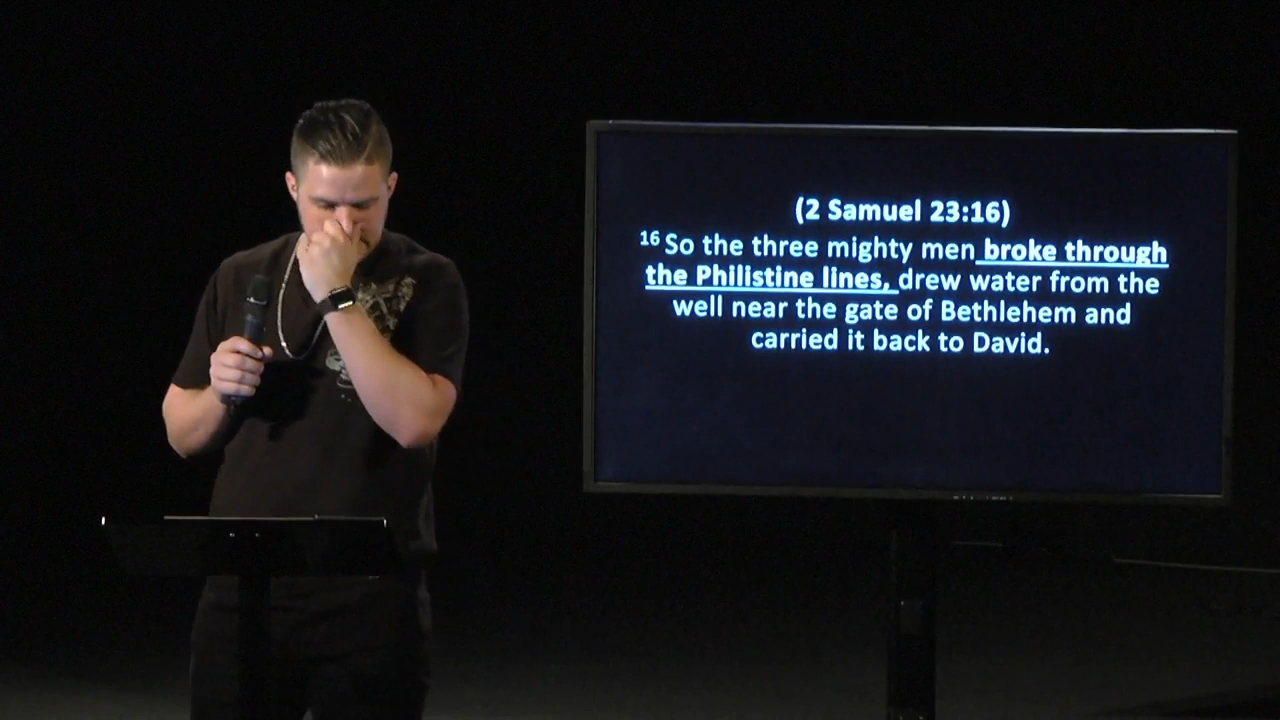 (2 Samuel 23:16)
16 So the three mighty men broke through
the Philistine lines, drew water from the
well near the gate of Bethlehem and
carried it back to David.